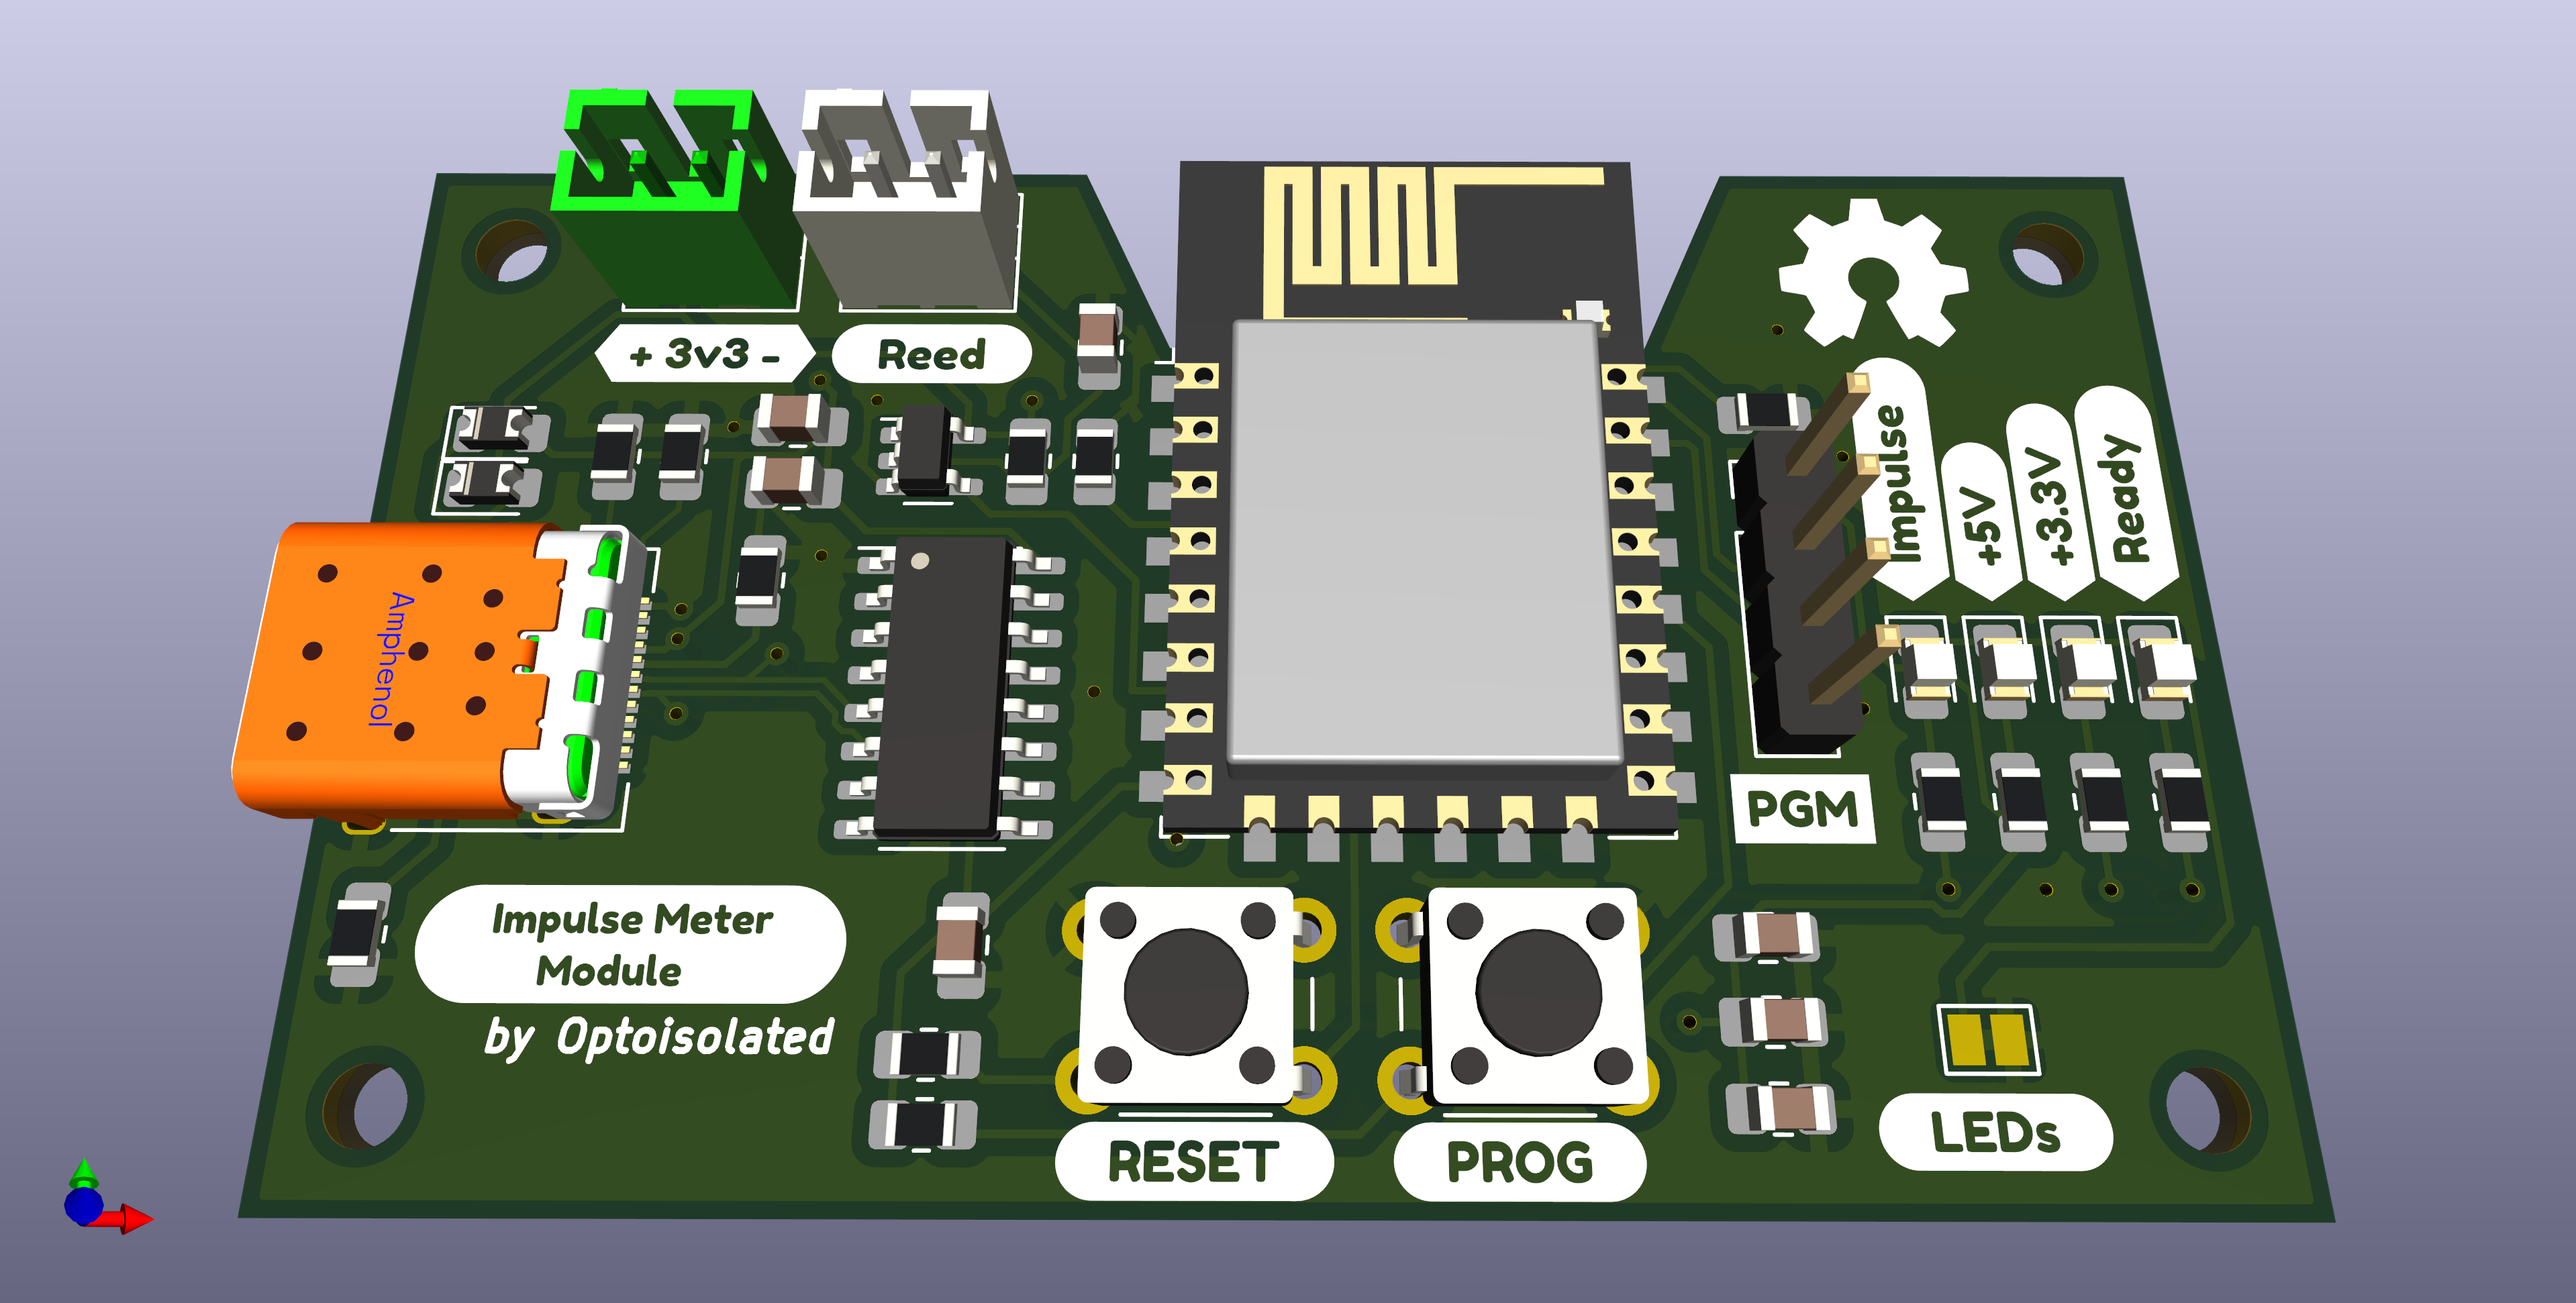 + 3v3 -
Reed
Impulse
+5V
+3.3V
Ready
Amphenol
PGM
Impulse Meter
Module
by Optoisolated
RESET
PROG
LEDs